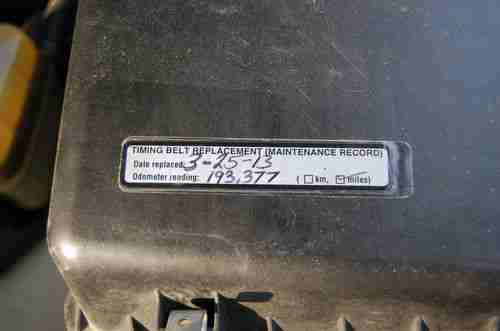 TIMING BELT REPLACEMENT (MAINTENANCE RECORD)
Date replaced: 3-25-13
Odometer reading: 193,377 ( ☐ km, ☑ miles)